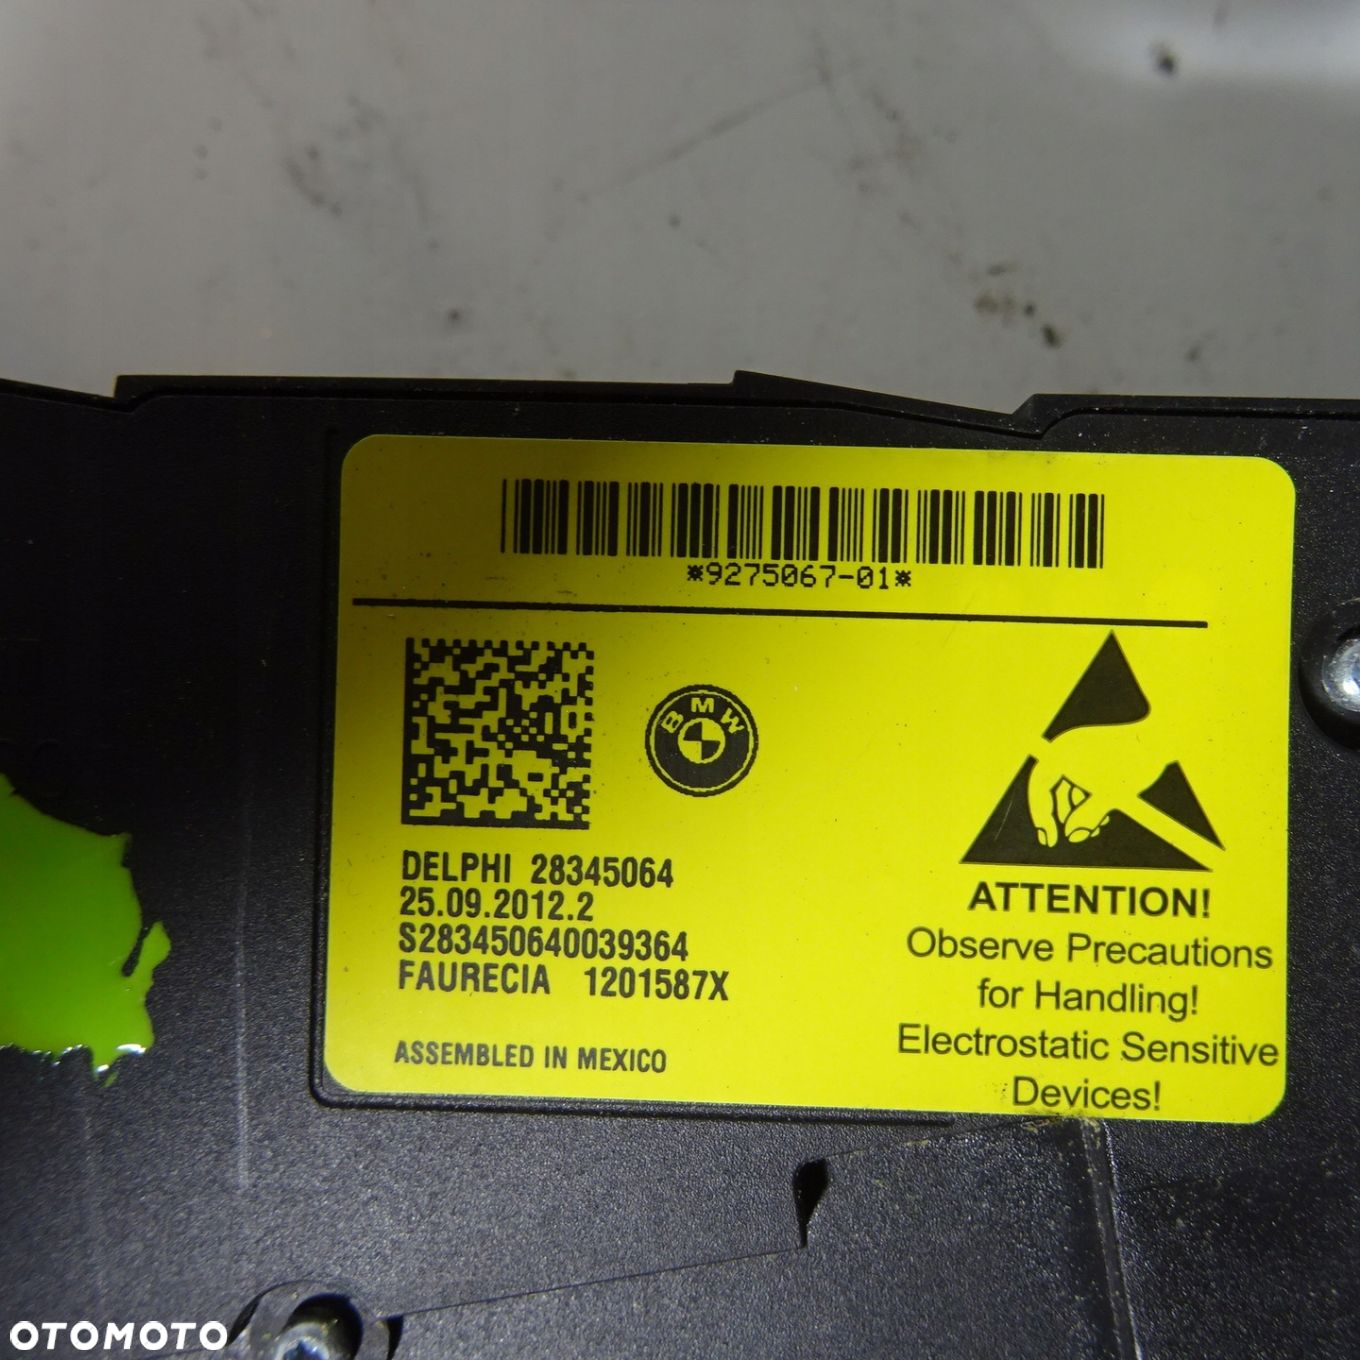 *9275067-01*
BMW
DELPHI 28345064
25.09.2012.2
S283450640039364
FAURECIA 1201587X
ASSEMBLED IN MEXICO
ATTENTION!
Observe Precautions
for Handling!
Electrostatic Sensitive
Devices!
OTOMOTO